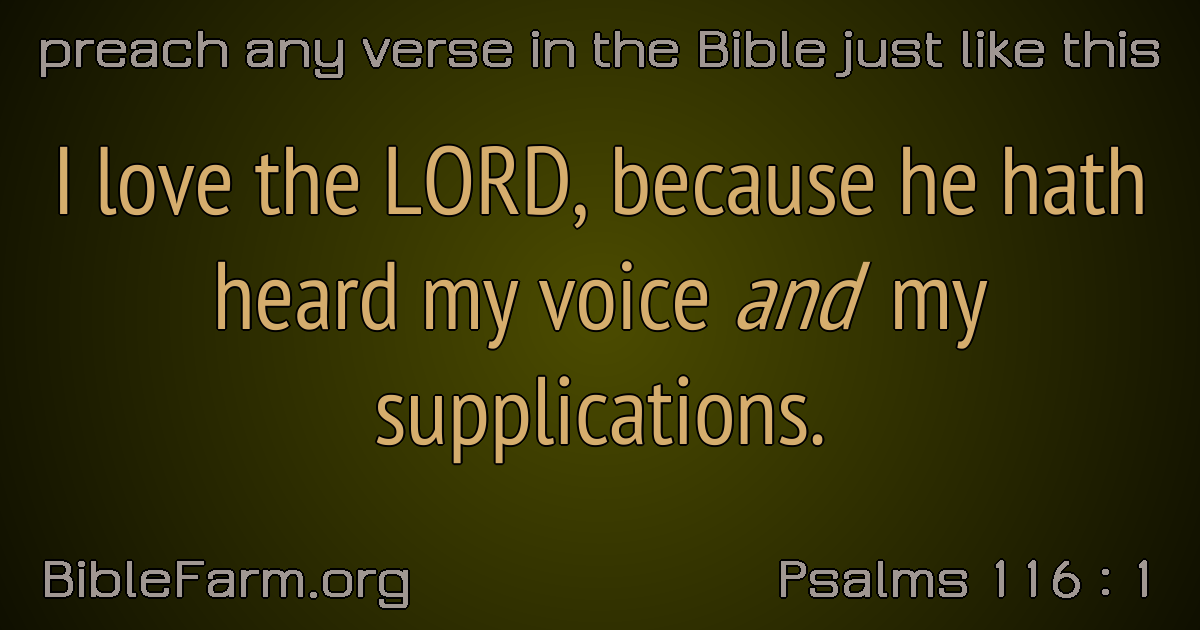 preach any verse in the Bible just like this
I love the LORD, because he hath
heard my voice and my
supplications.
BibleFarm.org
Psalms 116 : 1